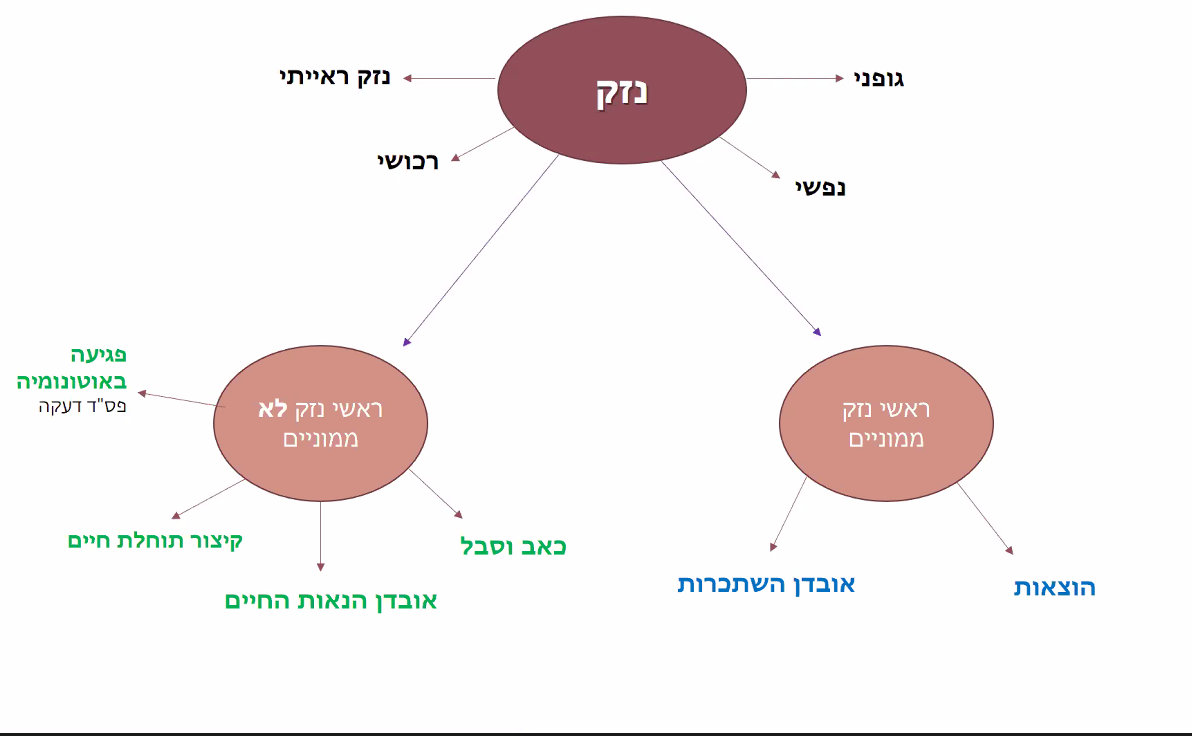 נזק
גופני
נזק ראייתי
רכושי
נפשי
ראשי נזק
ממוניים
הוצאות
אובדן השתכרות
ראשי נזק לא
ממוניים
פגיעה
באוטונומיה
פס"ד דעקה
כאב וסבל
אובדן הנאות החיים
קיצור תוחלת חיים